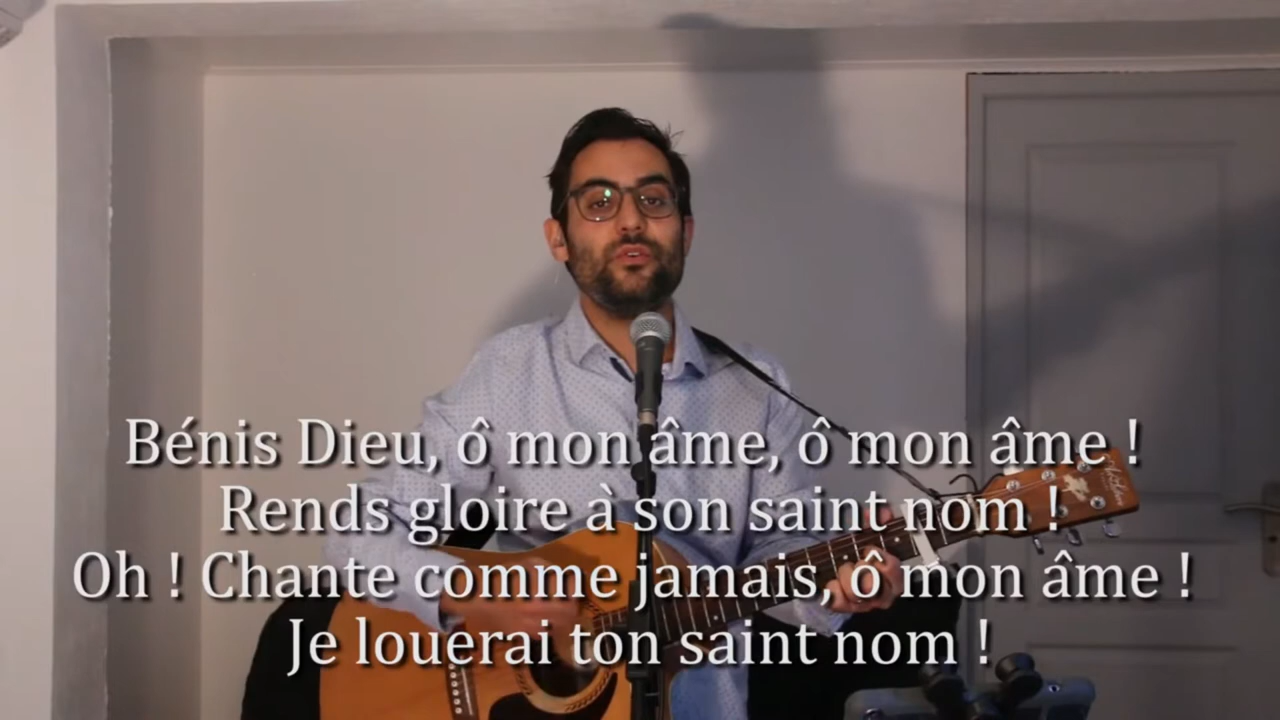 Bénis Dieu, ô mon âme, ô mon âme !
Rends gloire à son saint nom !
Oh ! Chante comme jamais, ô mon âme !
Je louerai ton saint nom !